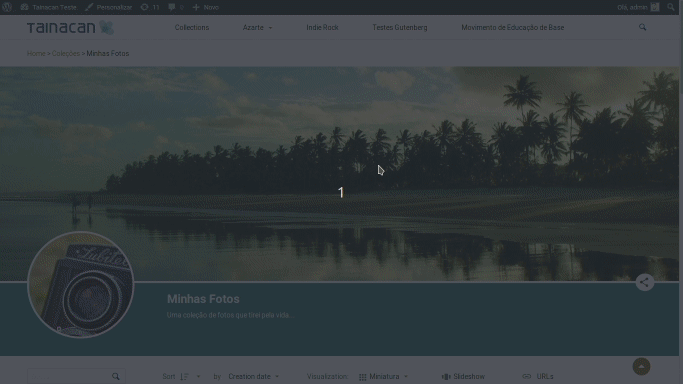 Tainacan Teste Personalizar 11 0 Novo Olá, admin
TAINACAN Collections Azarte Indie Rock Testes Gutenberg Movimento de Educação de Base
Home > Coleções > Minhas Fotos
1
Minhas Fotos
Uma coleção de fotos que tirei pela vida...
Sort by Creation date Visualization: Miniatura Slideshow URLs